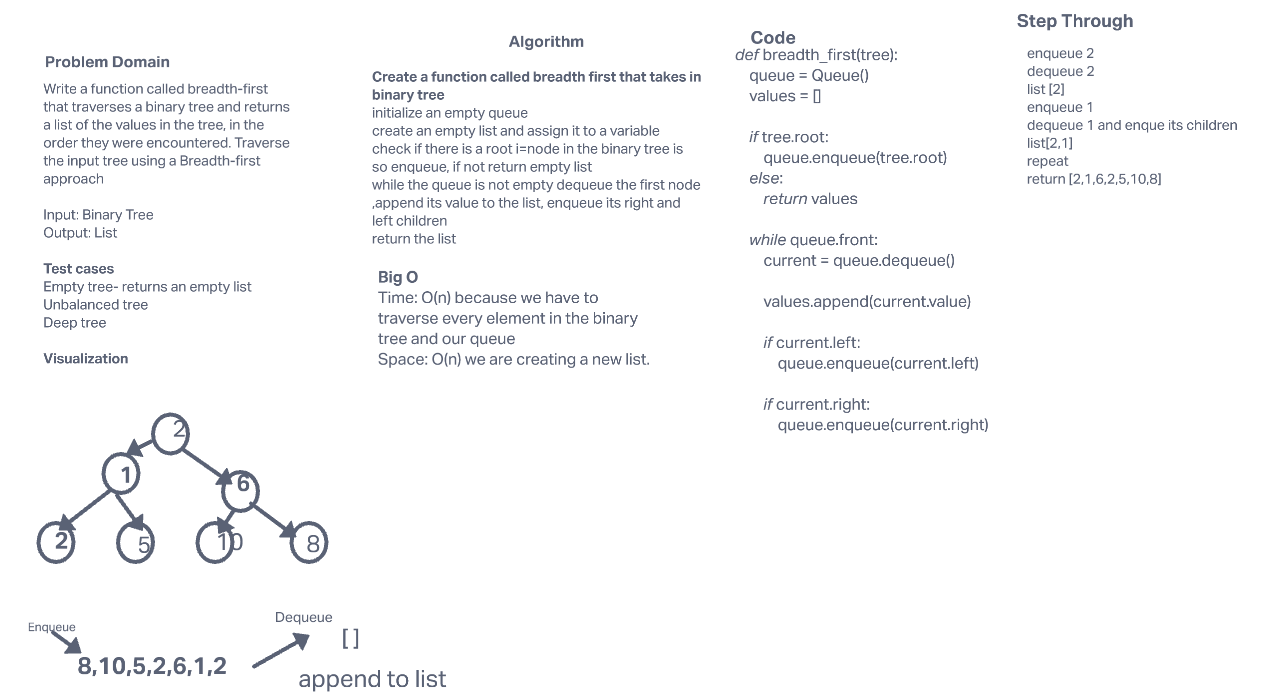 Problem Domain
Write a function called breadth-first
that traverses a binary tree and returns
a list of the values in the tree, in the
order they were encountered. Traverse
the input tree using a Breadth-first
approach
Input: Binary Tree
Output: List
Test cases
Empty tree- returns an empty list
Unbalanced tree
Deep tree
Visualization
2
1
6
2
5
10
8
Enqueue
8,10,5,2,6,1,2
Dequeue
[ ]
append to list
Algorithm
Create a function called breadth first that takes in
binary tree
initialize an empty queue
create an empty list and assign it to a variable
check if there is a root i=node in the binary tree is
so enqueue, if not return empty list
while the queue is not empty dequeue the first node
,append its value to the list, enqueue its right and
left children
return the list
Big O
Time: O(n) because we have to
traverse every element in the binary
tree and our queue
Space: O(n) we are creating a new list.
Code
def breadth_first(tree):
queue = Queue()
values = []
if tree.root:
queue.enqueue(tree.root)
else:
return values
while queue.front:
current = queue.dequeue()
values.append(current.value)
if current.left:
queue.enqueue(current.left)
if current.right:
queue.enqueue(current.right)
Step Through
enqueue 2
dequeue 2
list [2]
enqueue 1
dequeue 1 and enque its children
list[2,1]
repeat
return [2,1,6,2,5,10,8]